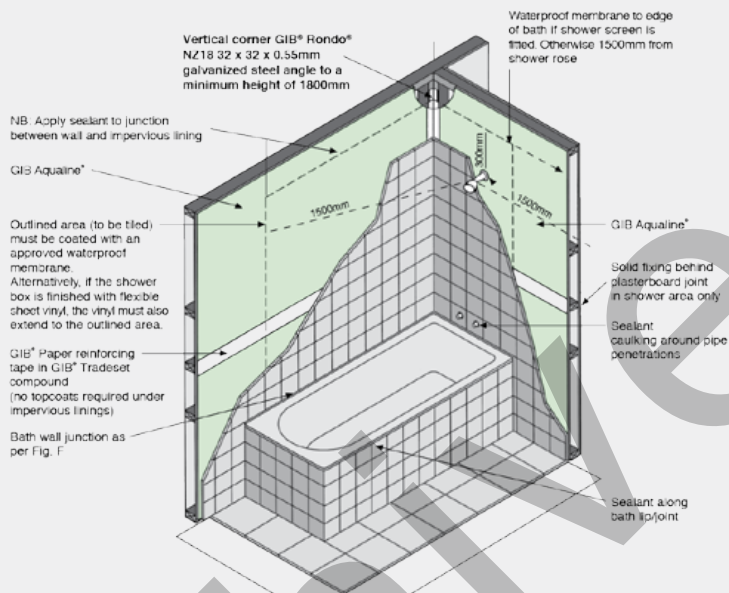 Vertical corner GIB® Rondo®
NZ18 32 x 32 x 0.55mm
galvanized steel angle to a
minimum height of 1800mm
Waterproof membrane to edge
of bath if shower screen is
fitted. Otherwise 1500mm from
shower rose
NB: Apply sealant to junction
between wall and impervious lining
GIB Aqualine®
300mm
1500mm
1500mm
Outlined area (to be tiled)
must be coated with an
approved waterproof
membrane.
Alternatively, if the shower
box is finished with flexible
sheet vinyl, the vinyl must also
extend to the outlined area.
GIB Aqualine®
Solid fixing behind
plasterboard joint
in shower area only
Sealant
caulking around pipe
penetrations
GIB® Paper reinforcing
tape in GIB® Tradeset
compound
(no topcoats required under
impervious linings)
Bath wall junction as
per Fig. F
Sealant along
bath lip/joint